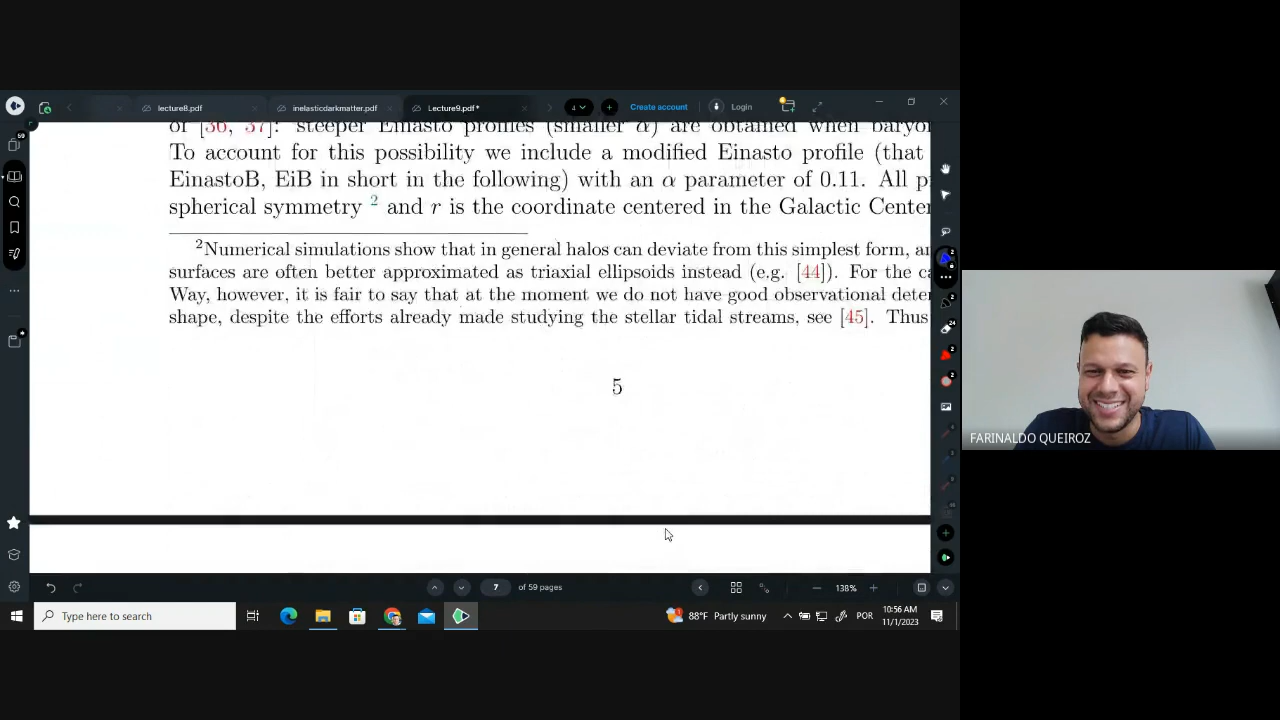 lecture8.pdf
inelasticdarkmatter.pdf
Lecture9.pdf *
4
Create account
Login
of [36, 37]: steeper Einasto profiles (smaller α) are obtained when baryon
To account for this possibility we include a modified Einasto profile (that
EinastoB, EiB in short in the following) with an α parameter of 0.11. All p
spherical symmetry 2 and r is the coordinate centered in the Galactic Center
2Numerical simulations show that in general halos can deviate from this simplest form, an
surfaces are often better approximated as triaxial ellipsoids instead (e.g. [44]). For the ca
Way, however, it is fair to say that at the moment we do not have good observational deter
shape, despite the efforts already made studying the stellar tidal streams, see [45]. Thus
5
FARINALDO QUEIROZ
7
of 59 pages
138%
Type here to search
88°F Partly sunny
POR
10:56 AM
11/1/2023